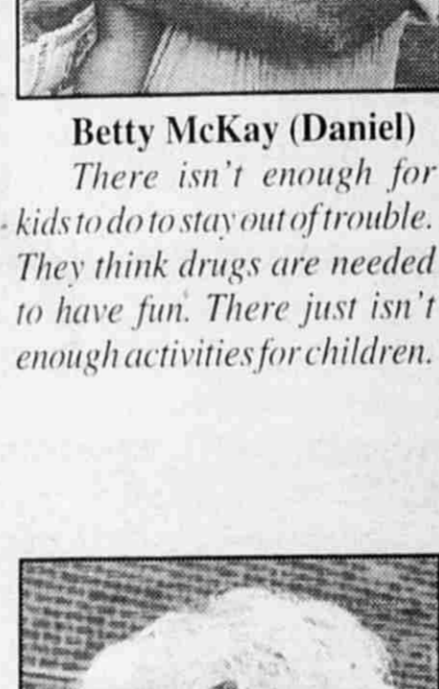 Betty McKay (Daniel)
There isn't enough for
kids to do to stay out of trouble.
They think drugs are needed
to have fun. There just isn't
enough activities for children.